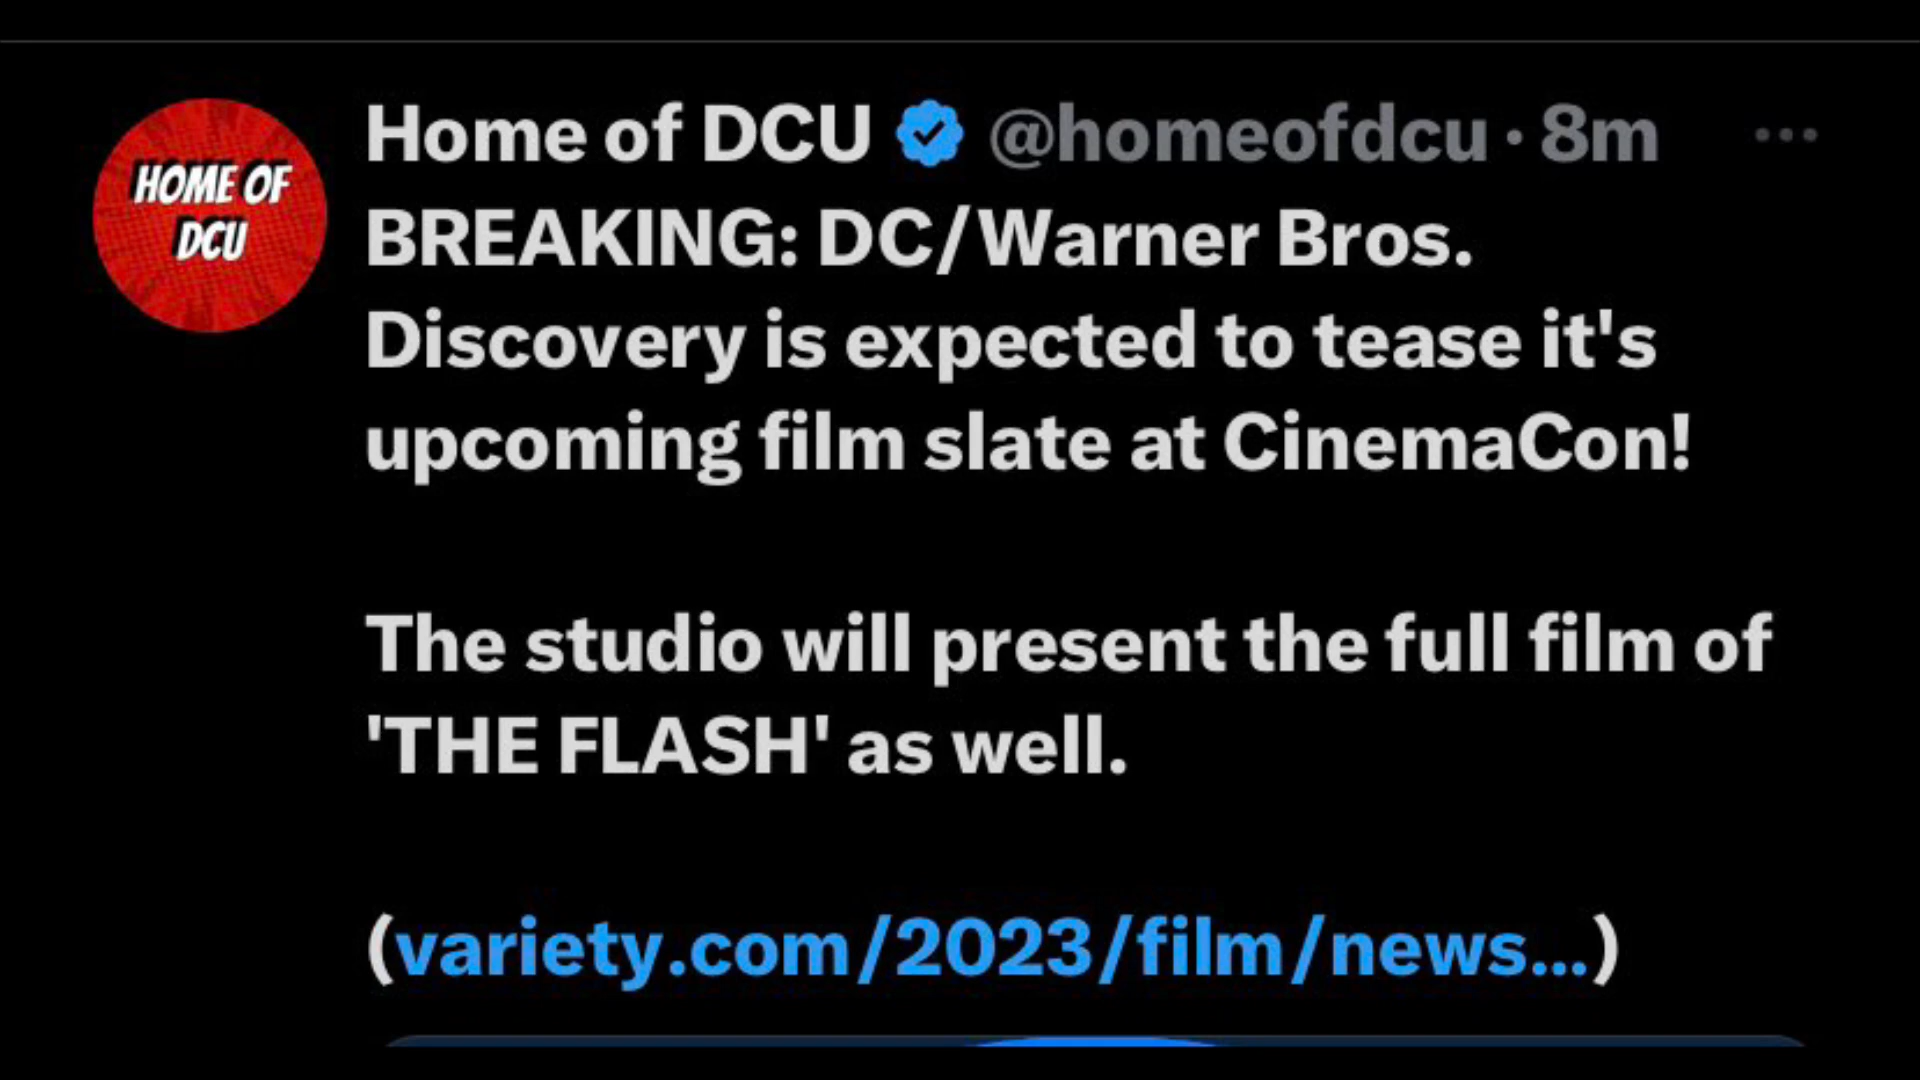 HOME OF
DCU
Home of DCU @homeofdcu · 8m
BREAKING: DC/Warner Bros.
Discovery is expected to tease it's
upcoming film slate at CinemaCon!
The studio will present the full film of
'THE FLASH' as well.
(variety.com/2023/film/news...)